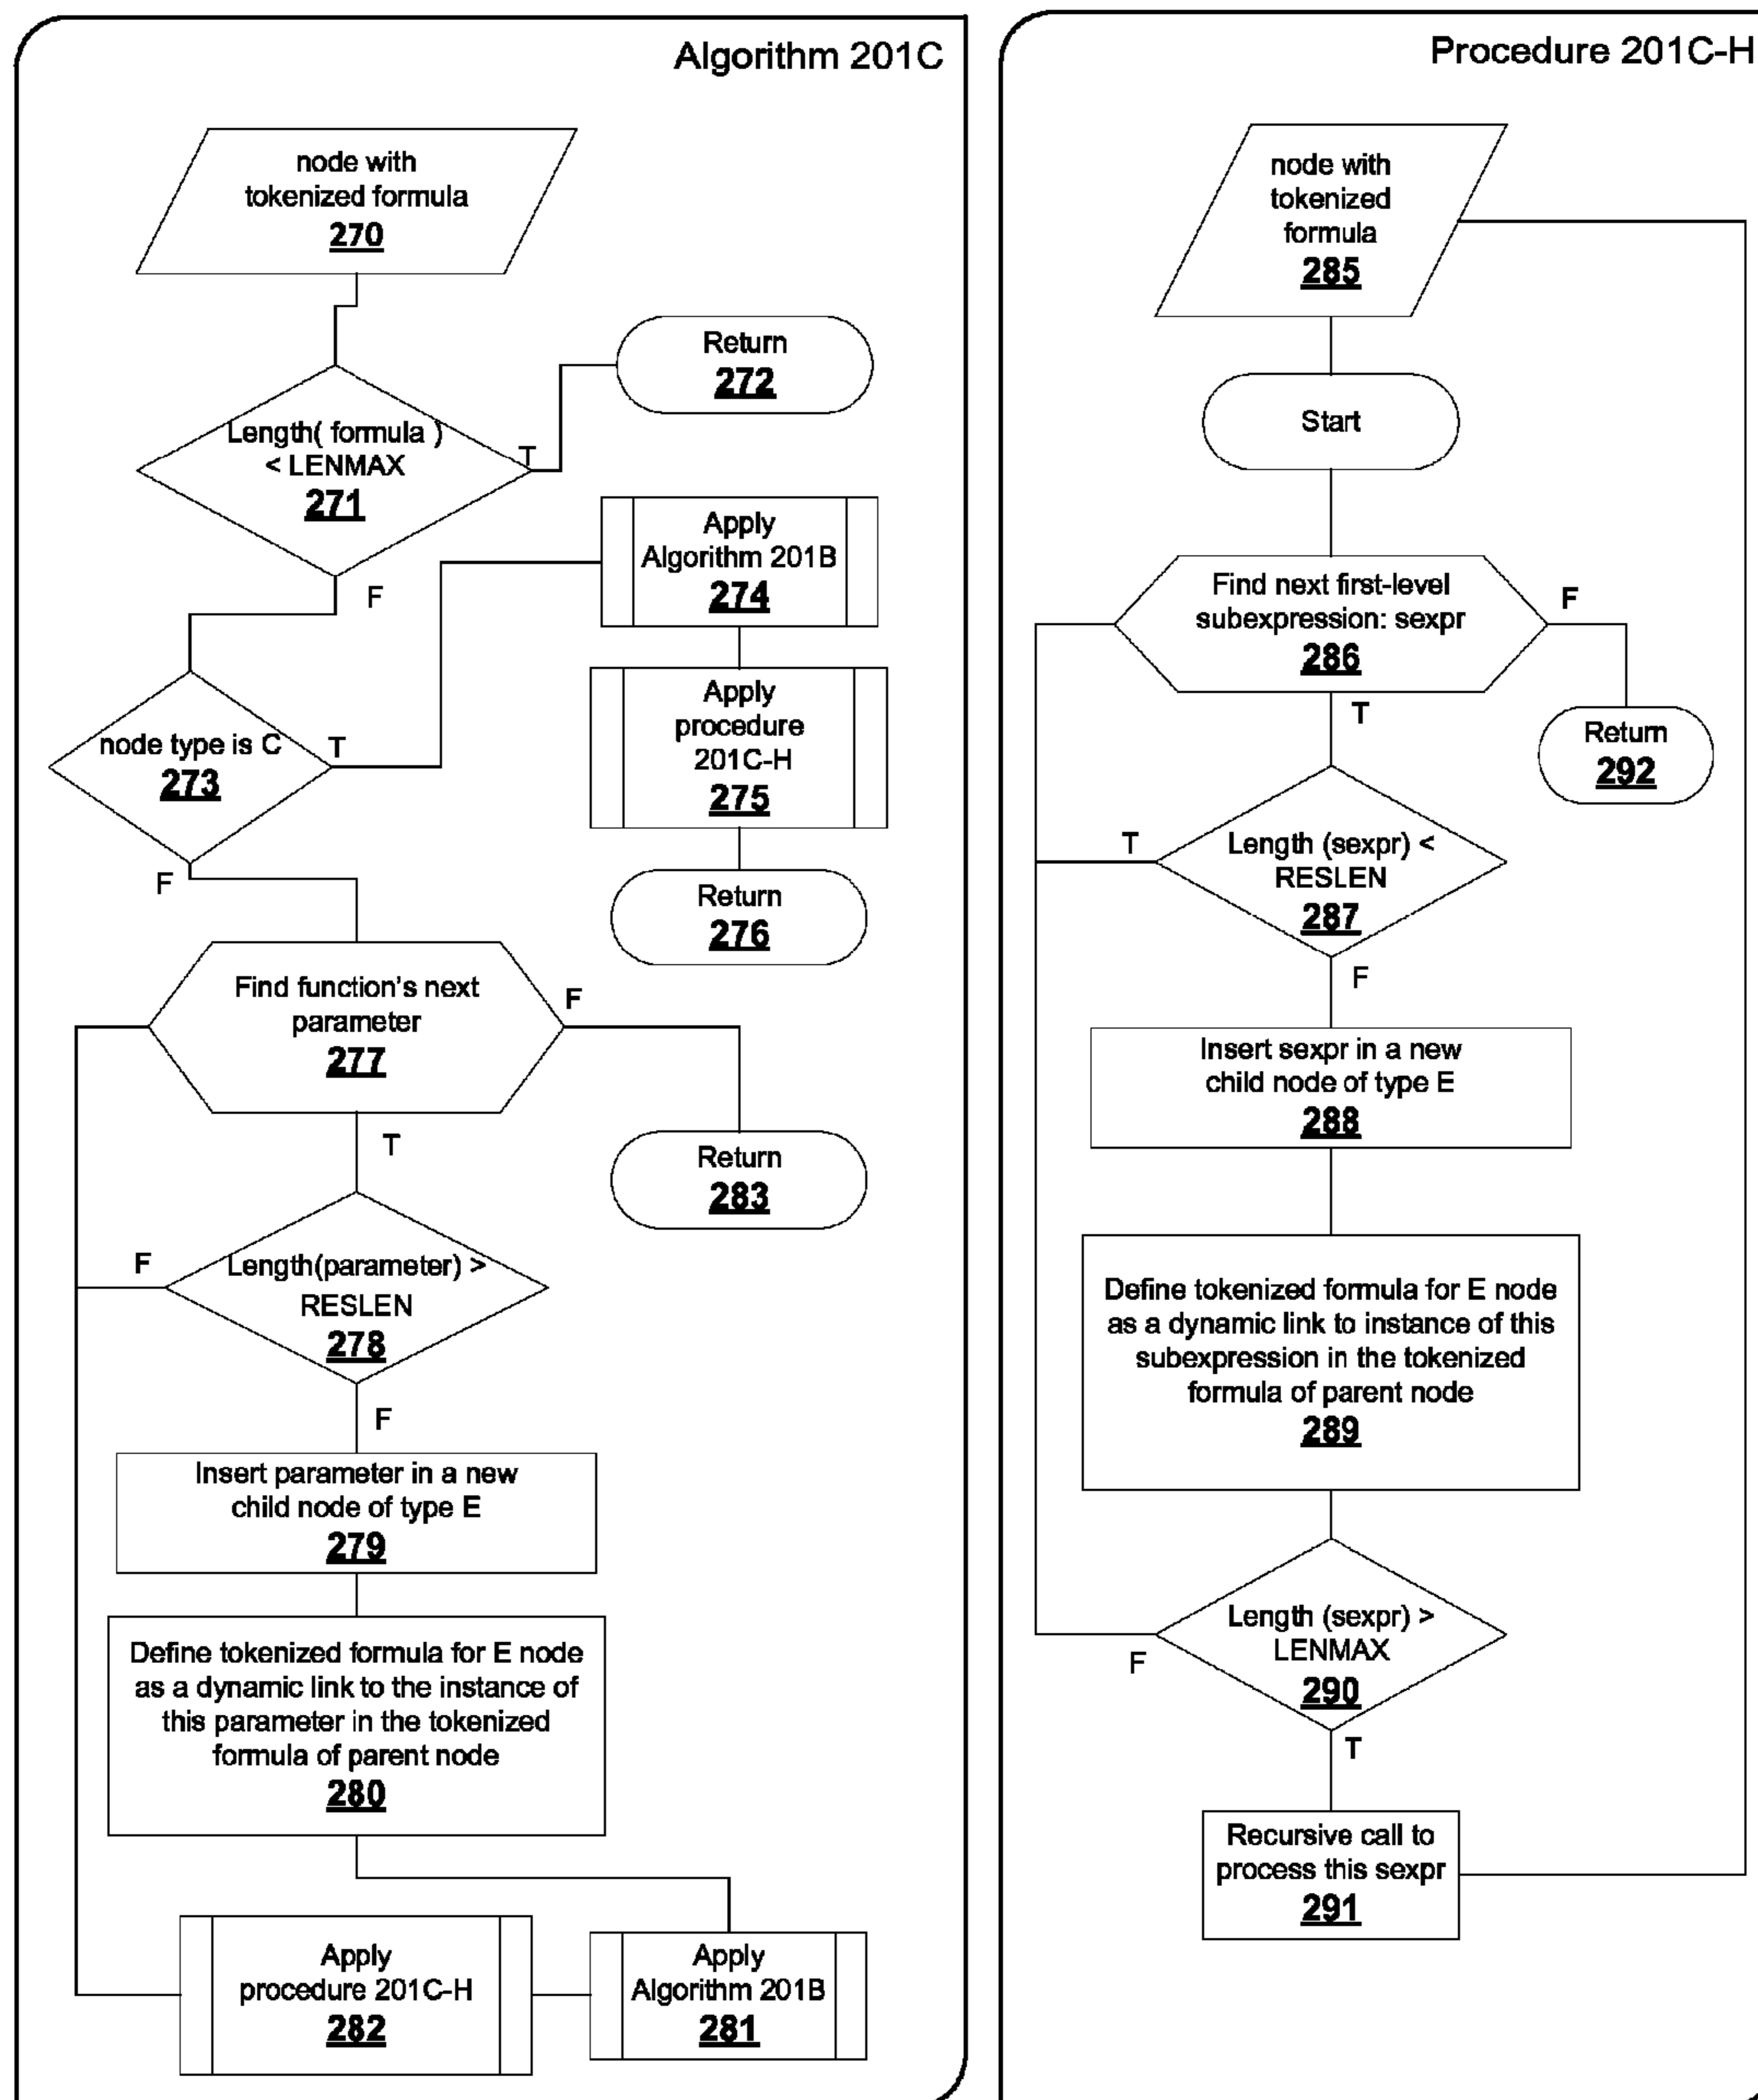 Algorithm 201C
node with
tokenized formula
270
Return
272
Length( formula )
< LENMAX
271
T
F
Apply
Algorithm 201B
274
node type is C
273
T
F
Apply
procedure
201C-H
275
Return
276
Find function's next
parameter
277
F
T
Return
283
Length(parameter) >
RESLEN
278
F
F
Insert parameter in a new
child node of type E
279
Define tokenized formula for E node
as a dynamic link to the instance of
this parameter in the tokenized
formula of parent node
280
Apply
procedure 201C-H
282
Apply
Algorithm 201B
281
Procedure 201C-H
node with
tokenized
formula
285
Start
Find next first-level
subexpression: sexpr
286
F
T
Return
292
Length (sexpr) <
RESLEN
287
T
F
Insert sexpr in a new
child node of type E
288
Define tokenized formula for E node
as a dynamic link to instance of this
subexpression in the tokenized
formula of parent node
289
Length (sexpr) >
LENMAX
290
F
T
Recursive call to
process this sexpr
291